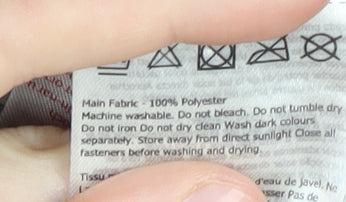 Main Fabric - 100% Polyester
Machine washable. Do not bleach. Do not tumble dry
Do not iron Do not dry clean Wash dark colours
separately. Store away from direct sunlight Close all
fasteners before washing and drying.
Tissu
d'eau de Javel. Ne
Pas de